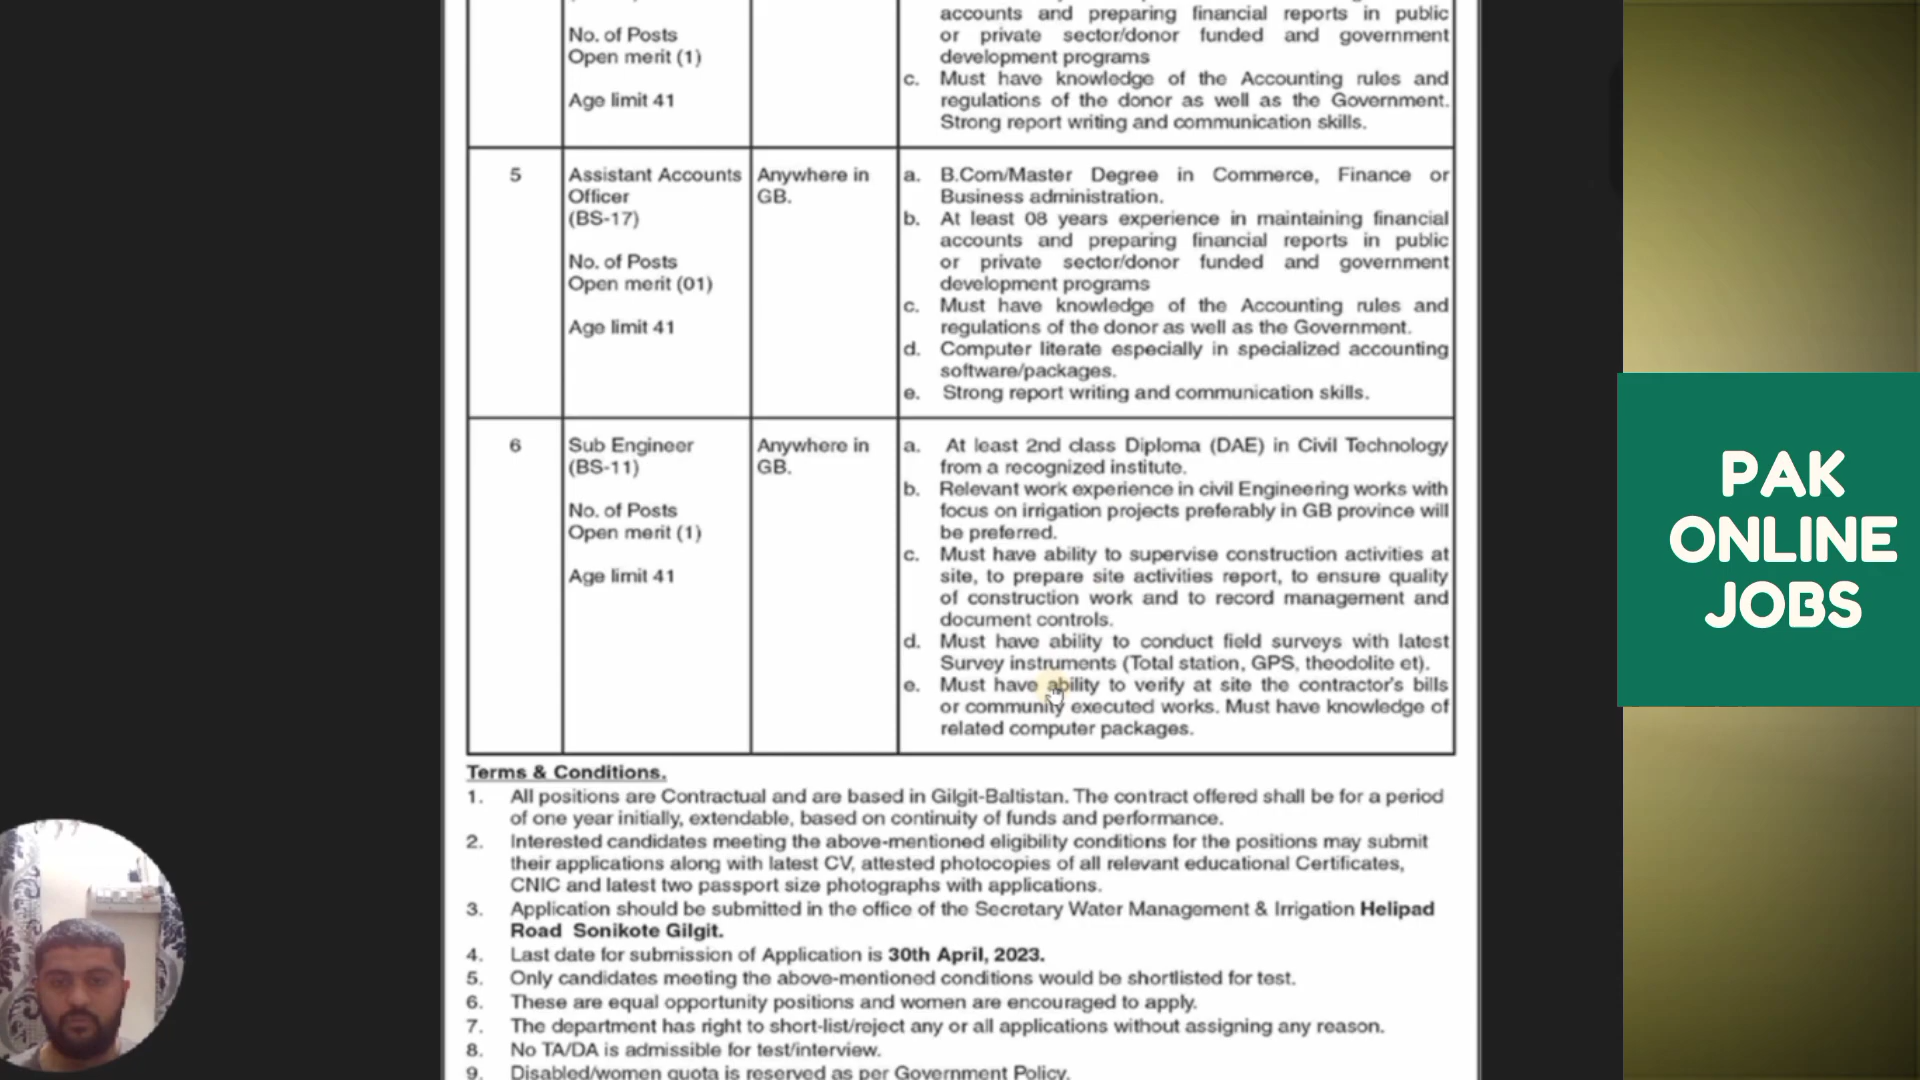 accounts and preparing financial reports in public
No. of Posts
or private sector/donor funded and government
Open merit (1)
development programs
c. Must have knowledge of the Accounting rules and
Age limit 41
regulations of the donor as well as the Government.
Strong report writing and communication skills.
5
Assistant Accounts
Officer
(BS-17)
No. of Posts
Open merit (01)
Age limit 41
Anywhere in
GB.
a. B.Com/Master Degree in Commerce, Finance or
Business administration.
b. At least 08 years experience in maintaining financial
accounts and preparing financial reports in public
or private sector/donor funded and government
development programs
c. Must have knowledge of the Accounting rules and
regulations of the donor as well as the Government.
d. Computer literate especially in specialized accounting
software/packages.
e. Strong report writing and communication skills.
6
Sub Engineer
(BS-11)
No. of Posts
Open merit (1)
Age limit 41
Anywhere in
GB.
a. At least 2nd class Diploma (DAE) in Civil Technology
from a recognized institute.
b. Relevant work experience in civil Engineering works with
focus on irrigation projects preferably in GB province will
be preferred.
c. Must have ability to supervise construction activities at
site, to prepare site activities report, to ensure quality
of construction work and to record management and
document controls.
d. Must have ability to conduct field surveys with latest
Survey instruments (Total station, GPS, theodolite et).
e. Must have ability to verify at site the contractor's bills
or community executed works. Must have knowledge of
related computer packages.
Terms & Conditions.
1. All positions are Contractual and are based in Gilgit-Baltistan. The contract offered shall be for a period
of one year initially, extendable, based on continuity of funds and performance.
2. Interested candidates meeting the above-mentioned eligibility conditions for the positions may submit
their applications along with latest CV, attested photocopies of all relevant educational Certificates,
CNIC and latest two passport size photographs with applications.
3. Application should be submitted in the office of the Secretary Water Management & Irrigation Helipad
Road Sonikote Gilgit.
4. Last date for submission of Application is 30th April, 2023.
5. Only candidates meeting the above-mentioned conditions would be shortlisted for test.
6. These are equal opportunity positions and women are encouraged to apply.
7. The department has right to short-list/reject any or all applications without assigning any reason.
8. No TA/DA is admissible for test/interview.
9. Disabled/women quota is reserved as per Government Policy.
PAK
ONLINE
JOBS